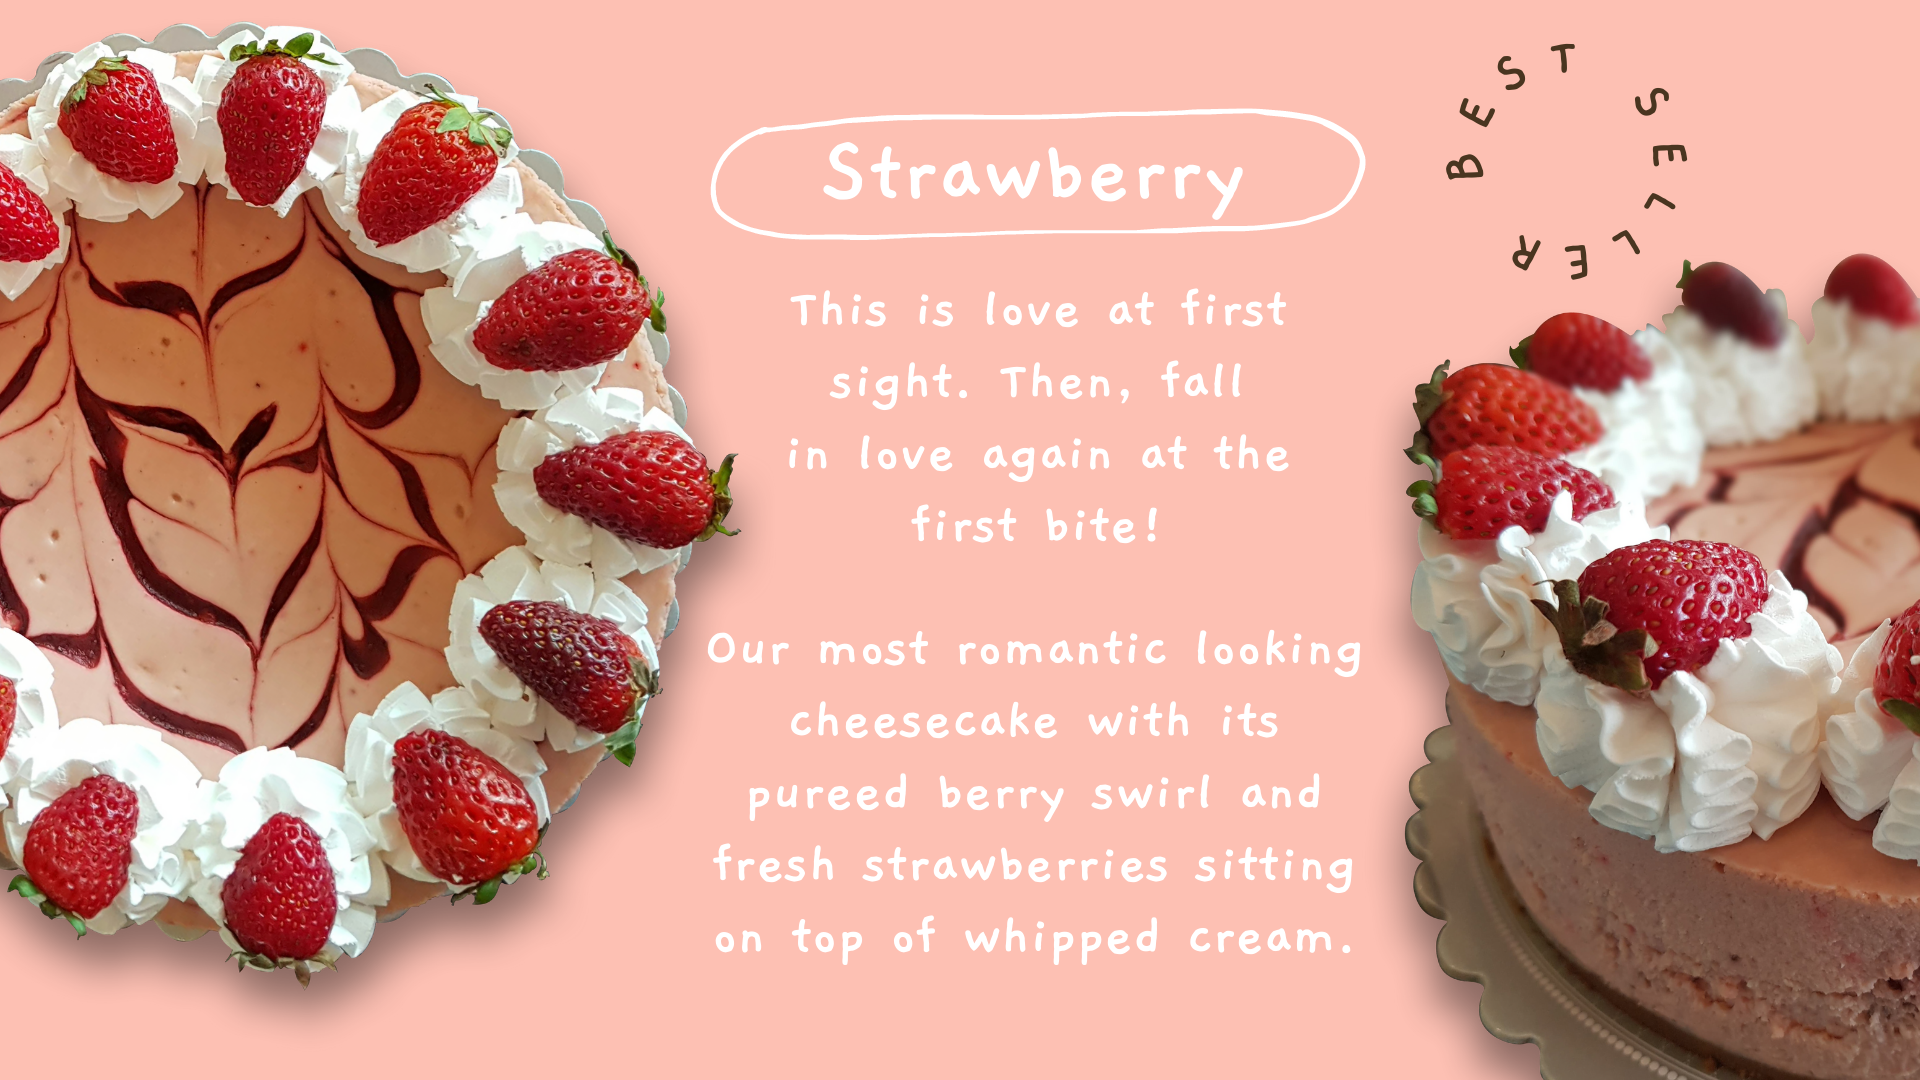 Strawberry
BEST SELLER
This is love at first
sight. Then, fall
in love again at the
first bite!
Our most romantic looking
cheesecake with its
pureed berry swirl and
fresh strawberries sitting
on top of whipped cream.